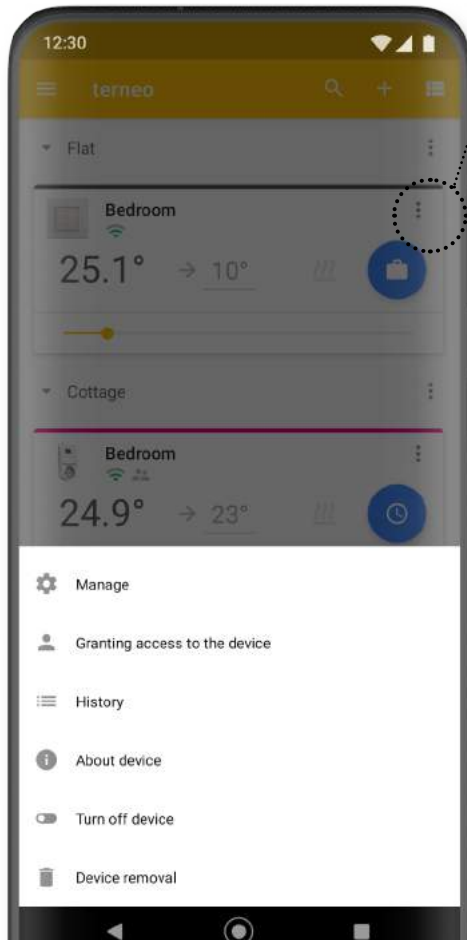 12:30
terneo
Flat
Bedroom
25.1° → 10°
Cottage
Bedroom
24.9° → 23°
Manage
Granting access to the device
History
About device
Turn off device
Device removal